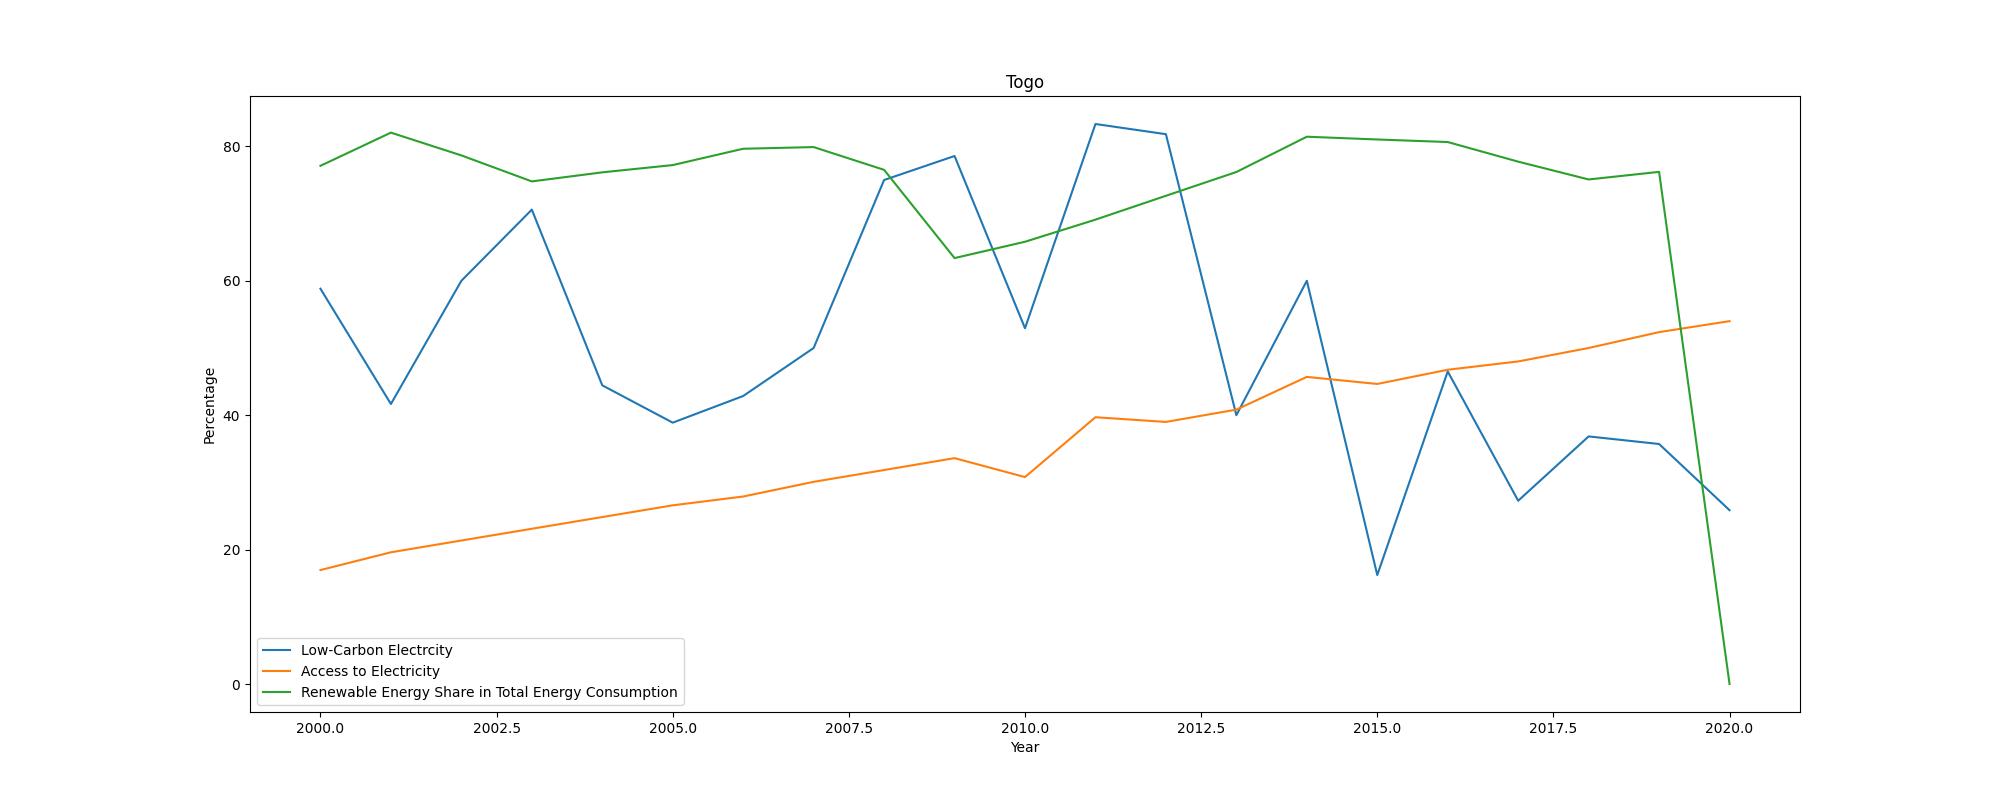 Togo
Percentage
80
60
40
20
0
Low-Carbon Electrcity
Access to Electricity
Renewable Energy Share in Total Energy Consumption
2000.0 2002.5 2005.0 2007.5 2010.0 2012.5 2015.0 2017.5 2020.0
Year